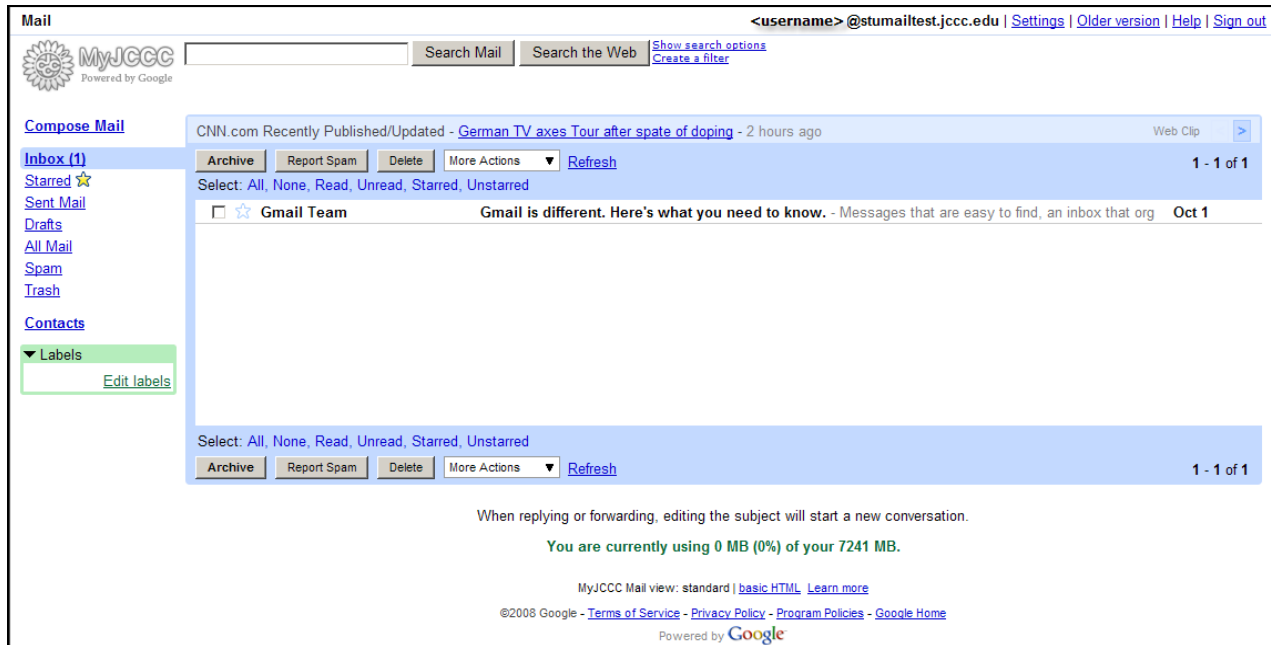 Mail <username> @stumailtest.jccc.edu | Settings | Older version | Help | Sign out
MyJCCC Search Mail Search the Web Show search options
Powered by Google Create a filter
Compose Mail
CNN.com Recently Published/Updated - German TV axes Tour after spate of doping - 2 hours ago Web Clip >
Inbox (1) Archive Report Spam Delete More Actions Refresh 1 - 1 of 1
Starred Select: All, None, Read, Unread, Starred, Unstarred
Sent Mail Gmail Team Gmail is different. Here's what you need to know. - Messages that are easy to find, an inbox that org Oct 1
Drafts
All Mail
Spam
Trash
Contacts
Labels
Edit labels
Select: All, None, Read, Unread, Starred, Unstarred
Archive Report Spam Delete More Actions Refresh 1 - 1 of 1
When replying or forwarding, editing the subject will start a new conversation.
You are currently using 0 MB (0%) of your 7241 MB.
MyJCCC Mail view: standard | basic HTML Learn more
©2008 Google - Terms of Service - Privacy Policy - Program Policies - Google Home
Powered by Google